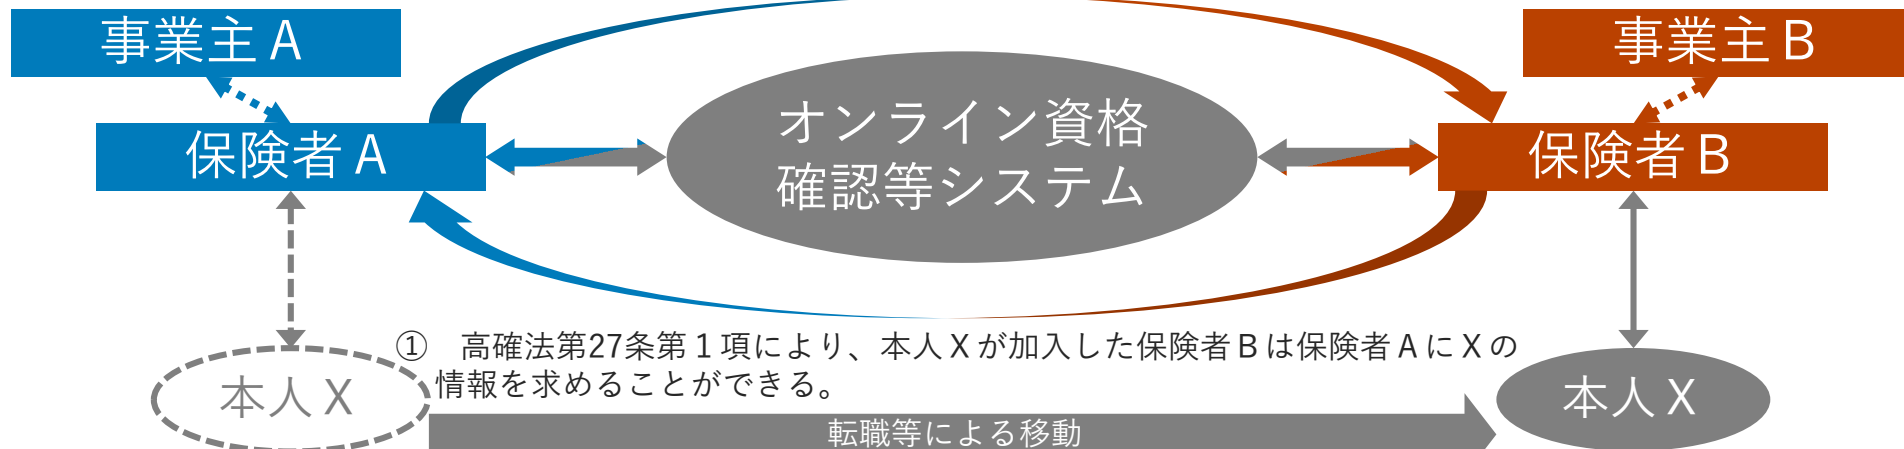 事業主Ａ
事業主Ｂ
保険者Ａ
オンライン資格
確認等システム
保険者Ｂ
①　高確法第27条第１項により、本人Ｘが加入した保険者Ｂは保険者ＡにＸの
情報を求めることができる。
本人Ｘ
本人Ｘ
転職等による移動